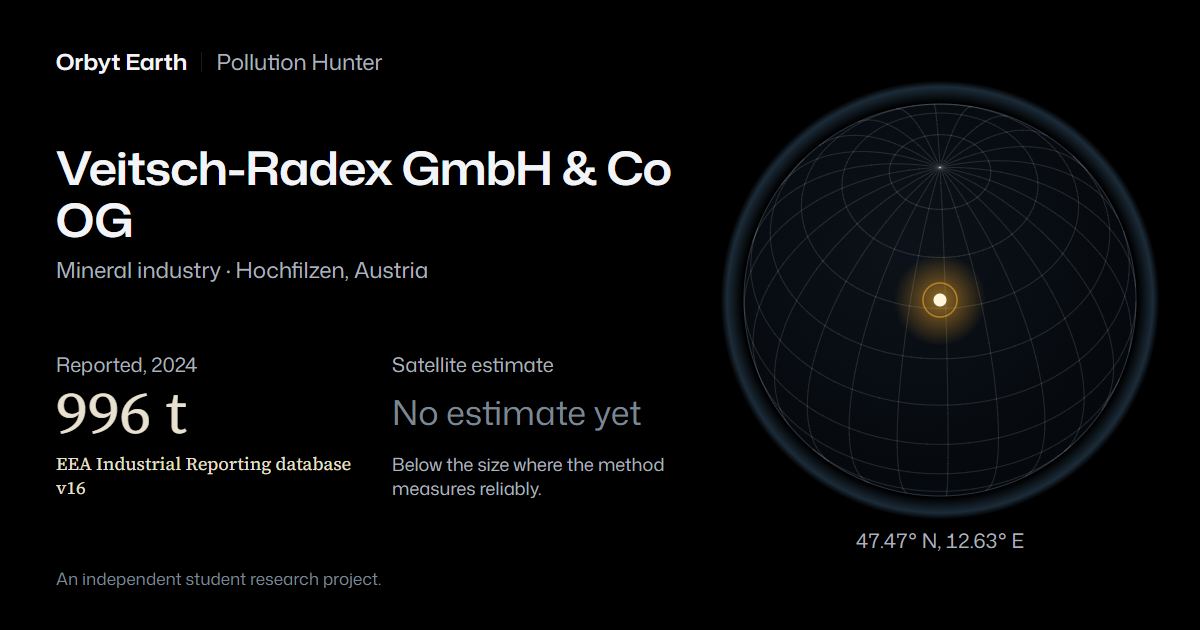 Orbyt Earth | Pollution Hunter
Veitsch-Radex GmbH & Co
OG
Mineral industry · Hochfilzen, Austria
Reported, 2024
996 t
EEA Industrial Reporting database
v16
Satellite estimate
No estimate yet
Below the size where the method
measures reliably.
47.47° N, 12.63° E
An independent student research project.